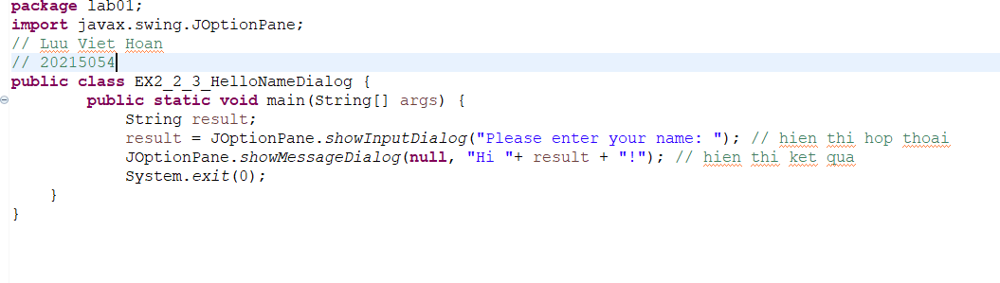 package lab01;
import javax.swing.JOptionPane;
// Luu Viet Hoan
// 20215054
public class EX2_2_3_HelloNameDialog {
public static void main(String[] args) {
String result;
result = JOptionPane.showInputDialog("Please enter your name: "); // hien thi hop thoai
JOptionPane.showMessageDialog(null, "Hi "+ result + "!"); // hien thi ket qua
System.exit(0);
}
}